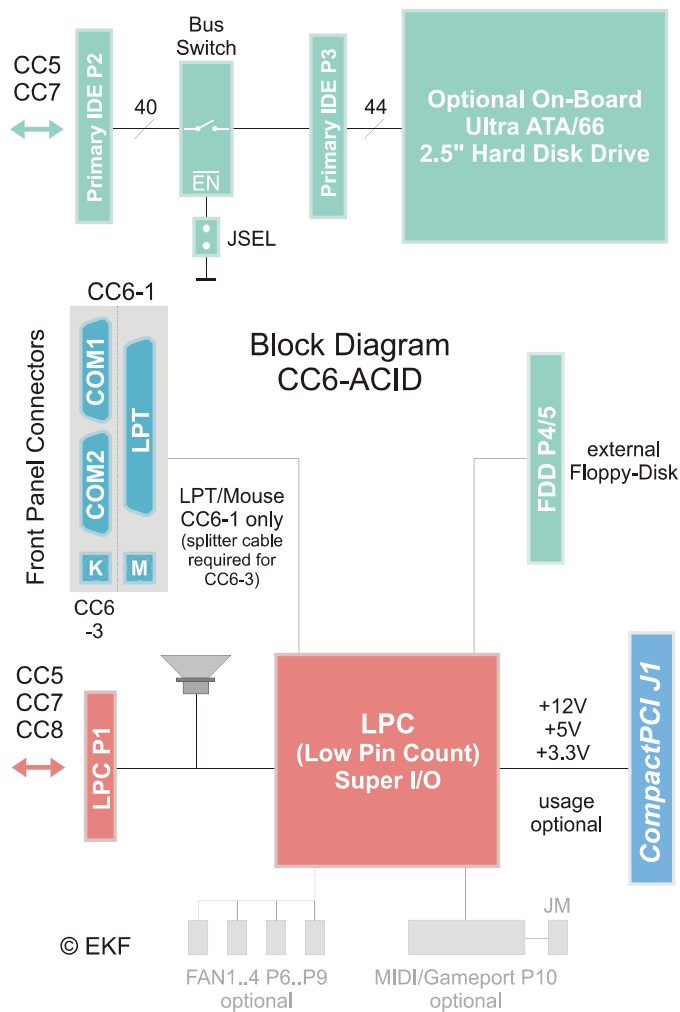 CC5
CC7
Primary IDE P2
40
Bus
Switch
EN
JSEL
Primary IDE P3
44
Optional On-Board
Ultra ATA/66
2.5" Hard Disk Drive
CC6-1
Front Panel Connectors
COM1
COM2
LPT
K
M
CC6
-3
Block Diagram
CC6-ACID
LPT/Mouse
CC6-1 only
(splitter cable
required for
CC6-3)
FDD P4/5
external
Floppy-Disk
CC5
CC7
CC8
LPC P1
LPC
(Low Pin Count)
Super I/O
+12V
+5V
+3.3V
usage
optional
CompactPCI J1
© EKF
FAN1..4 P6..P9
optional
JM
MIDI/Gameport P10
optional